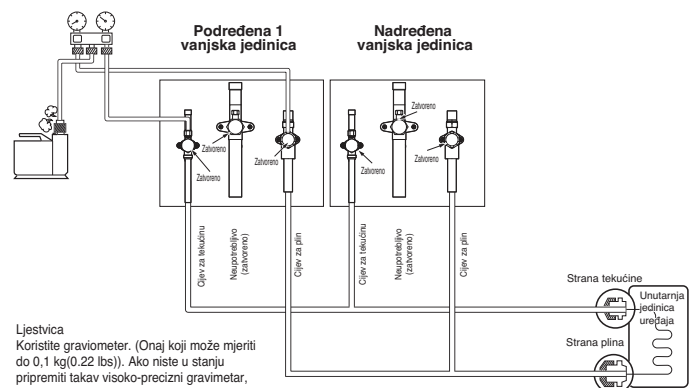 Podređena 1
vanjska jedinica
Nadređena
vanjska jedinica
Zatvoreno
Zatvoreno
Zatvoreno
Zatvoreno
Zatvoreno
Zatvoreno
Cijev za tekućinu
Neupotrebljivo
(zatvoreno)
Cijev za plin
Cijev za tekućinu
Neupotrebljivo
(zatvoreno)
Cijev za plin
Strana tekućine
Unutarnja
jedinica
uređaja
Strana plina
Ljestvica
Koristite graviometer. (Onaj koji može mjeriti
do 0,1 kg(0.22 lbs)). Ako niste u stanju
pripremiti takav visoko-precizni gravimetar,